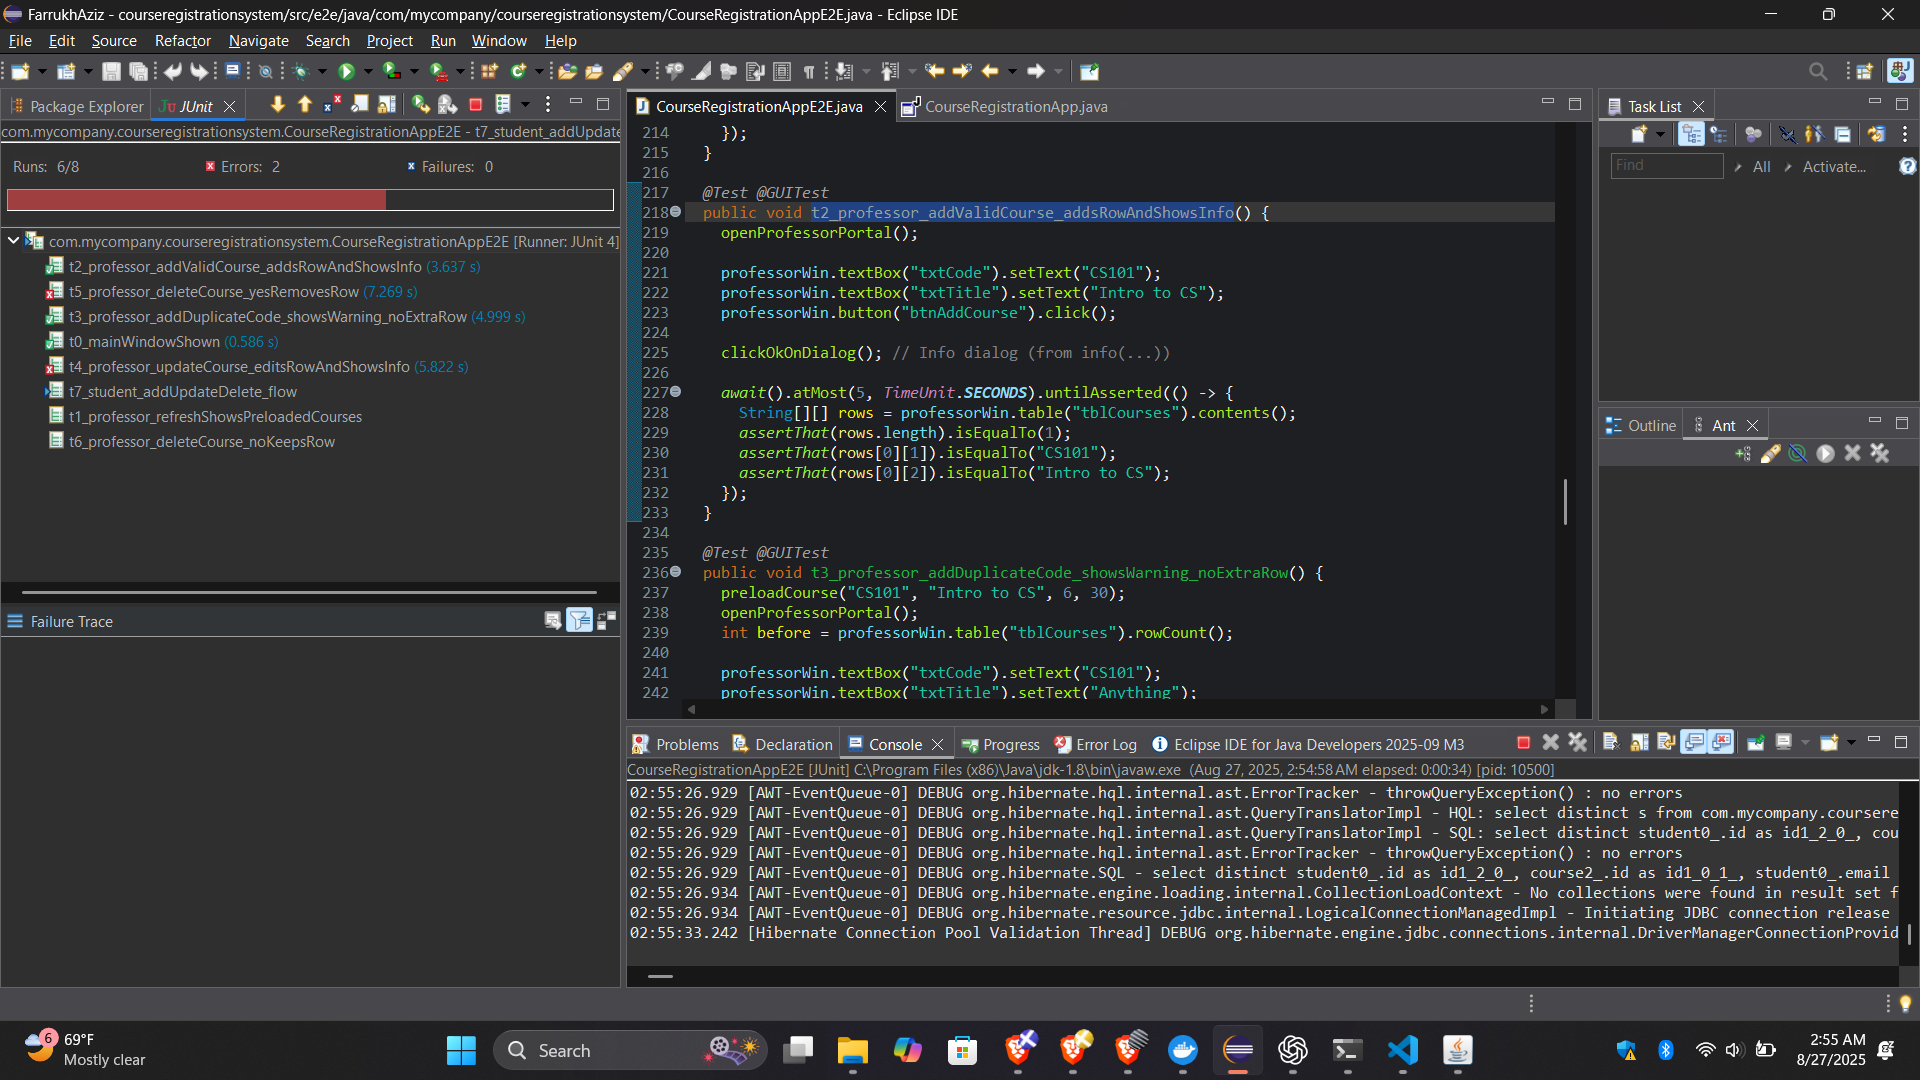 FarrukhAziz - courseregistrationsystem/src/e2e/java/com/mycompany/courseregistrationsystem/CourseRegistrationAppE2E.java - Eclipse IDE
File Edit Source Refactor Navigate Search Project Run Window Help
Package Explorer JUnit
com.mycompany.courseregistrationsystem.CourseRegistrationAppE2E - t7_student_addUpdate
Runs: 6/8 Errors: 2 Failures: 0
com.mycompany.courseregistrationsystem.CourseRegistrationAppE2E [Runner: JUnit 4]
t2_professor_addValidCourse_addsRowAndShowsInfo (3.637 s)
t5_professor_deleteCourse_yesRemovesRow (7.269 s)
t3_professor_addDuplicateCode_showsWarning_noExtraRow (4.999 s)
t0_mainWindowShown (0.586 s)
t4_professor_updateCourse_editsRowAndShowsInfo (5.822 s)
t7_student_addUpdateDelete_flow
t1_professor_refreshShowsPreloadedCourses
t6_professor_deleteCourse_noKeepsRow
Failure Trace
CourseRegistrationAppE2E.java CourseRegistrationApp.java
214 });
215 }
216
217 @Test @GUITest
218 public void t2_professor_addValidCourse_addsRowAndShowsInfo() {
219 openProfessorPortal();
220
221 professorWin.textBox("txtCode").setText("CS101");
222 professorWin.textBox("txtTitle").setText("Intro to CS");
223 professorWin.button("btnAddCourse").click();
224
225 clickOkOnDialog(); // Info dialog (from info(...))
226
227 await().atMost(5, TimeUnit.SECONDS).untilAsserted(() -> {
228 String[][] rows = professorWin.table("tblCourses").contents();
229 assertThat(rows.length).isEqualTo(1);
230 assertThat(rows[0][1]).isEqualTo("CS101");
231 assertThat(rows[0][2]).isEqualTo("Intro to CS");
232 });
233 }
234
235 @Test @GUITest
236 public void t3_professor_addDuplicateCode_showsWarning_noExtraRow() {
237 preloadCourse("CS101", "Intro to CS", 6, 30);
238 openProfessorPortal();
239 int before = professorWin.table("tblCourses").rowCount();
240
241 professorWin.textBox("txtCode").setText("CS101");
242 professorWin.textBox("txtTitle").setText("Anything");
Task List
Find All Activate...
Outline Ant
Problems Declaration Console Progress Error Log Eclipse IDE for Java Developers 2025-09 M3
CourseRegistrationAppE2E [JUnit] C:\Program Files (x86)\Java\jdk-1.8\bin\javaw.exe (Aug 27, 2025, 2:54:58 AM elapsed: 0:00:34) [pid: 10500]
02:55:26.929 [AWT-EventQueue-0] DEBUG org.hibernate.hql.internal.ast.ErrorTracker - throwQueryException() : no errors
02:55:26.929 [AWT-EventQueue-0] DEBUG org.hibernate.hql.internal.ast.QueryTranslatorImpl - HQL: select distinct s from com.mycompany.coursere
02:55:26.929 [AWT-EventQueue-0] DEBUG org.hibernate.hql.internal.ast.QueryTranslatorImpl - SQL: select distinct student0_.id as id1_2_0_, cou
02:55:26.929 [AWT-EventQueue-0] DEBUG org.hibernate.hql.internal.ast.ErrorTracker - throwQueryException() : no errors
02:55:26.929 [AWT-EventQueue-0] DEBUG org.hibernate.SQL - select distinct student0_.id as id1_2_0_, course2_.id as id1_0_1_, student0_.email
02:55:26.934 [AWT-EventQueue-0] DEBUG org.hibernate.engine.loading.internal.CollectionLoadContext - No collections were found in result set f
02:55:26.934 [AWT-EventQueue-0] DEBUG org.hibernate.resource.jdbc.internal.LogicalConnectionManagedImpl - Initiating JDBC connection release
02:55:33.242 [Hibernate Connection Pool Validation Thread] DEBUG org.hibernate.engine.jdbc.connections.internal.DriverManagerConnectionProvid
6
69°F
Mostly clear
Search
2:55 AM
8/27/2025